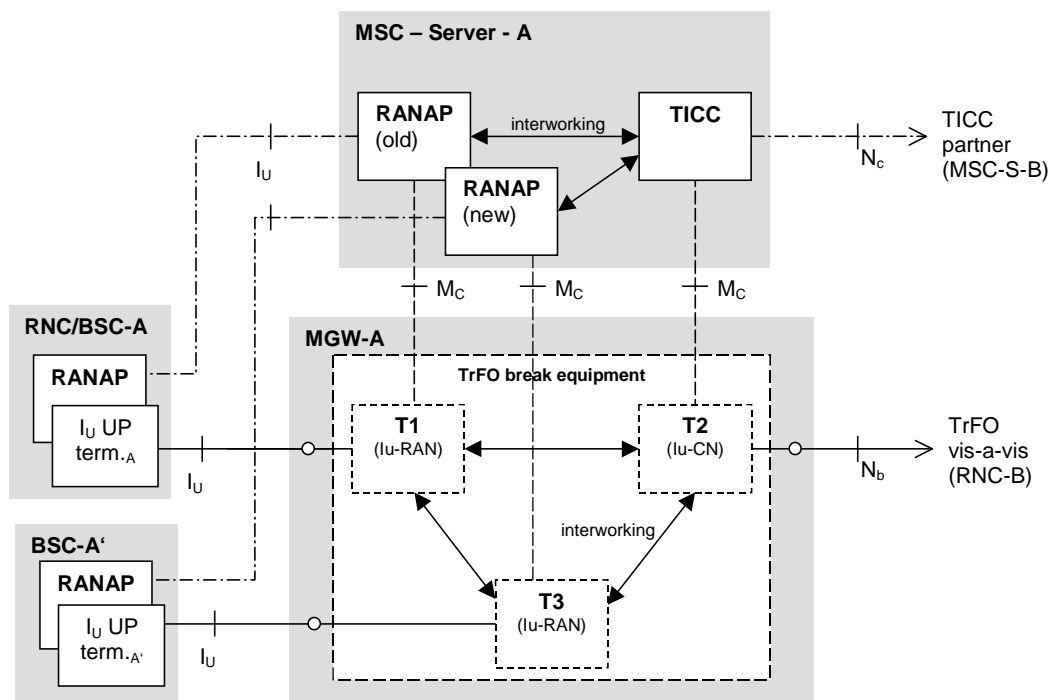 MSC – Server - A
RANAP
(old)
interworking
TICC
RANAP
(new)
TICC
partner
(MSC-S-B)
IU
NC
IU
MC
MC
MC
RNC/BSC-A
RANAP
IU UP
term.A
IU
MGW-A
TrFO break equipment
T1
(Iu-RAN)
T2
(Iu-CN)
TrFO
vis-a-vis
(RNC-B)
Nb
interworking
BSC-A‘
RANAP
IU UP
term.A‘
IU
T3
(Iu-RAN)